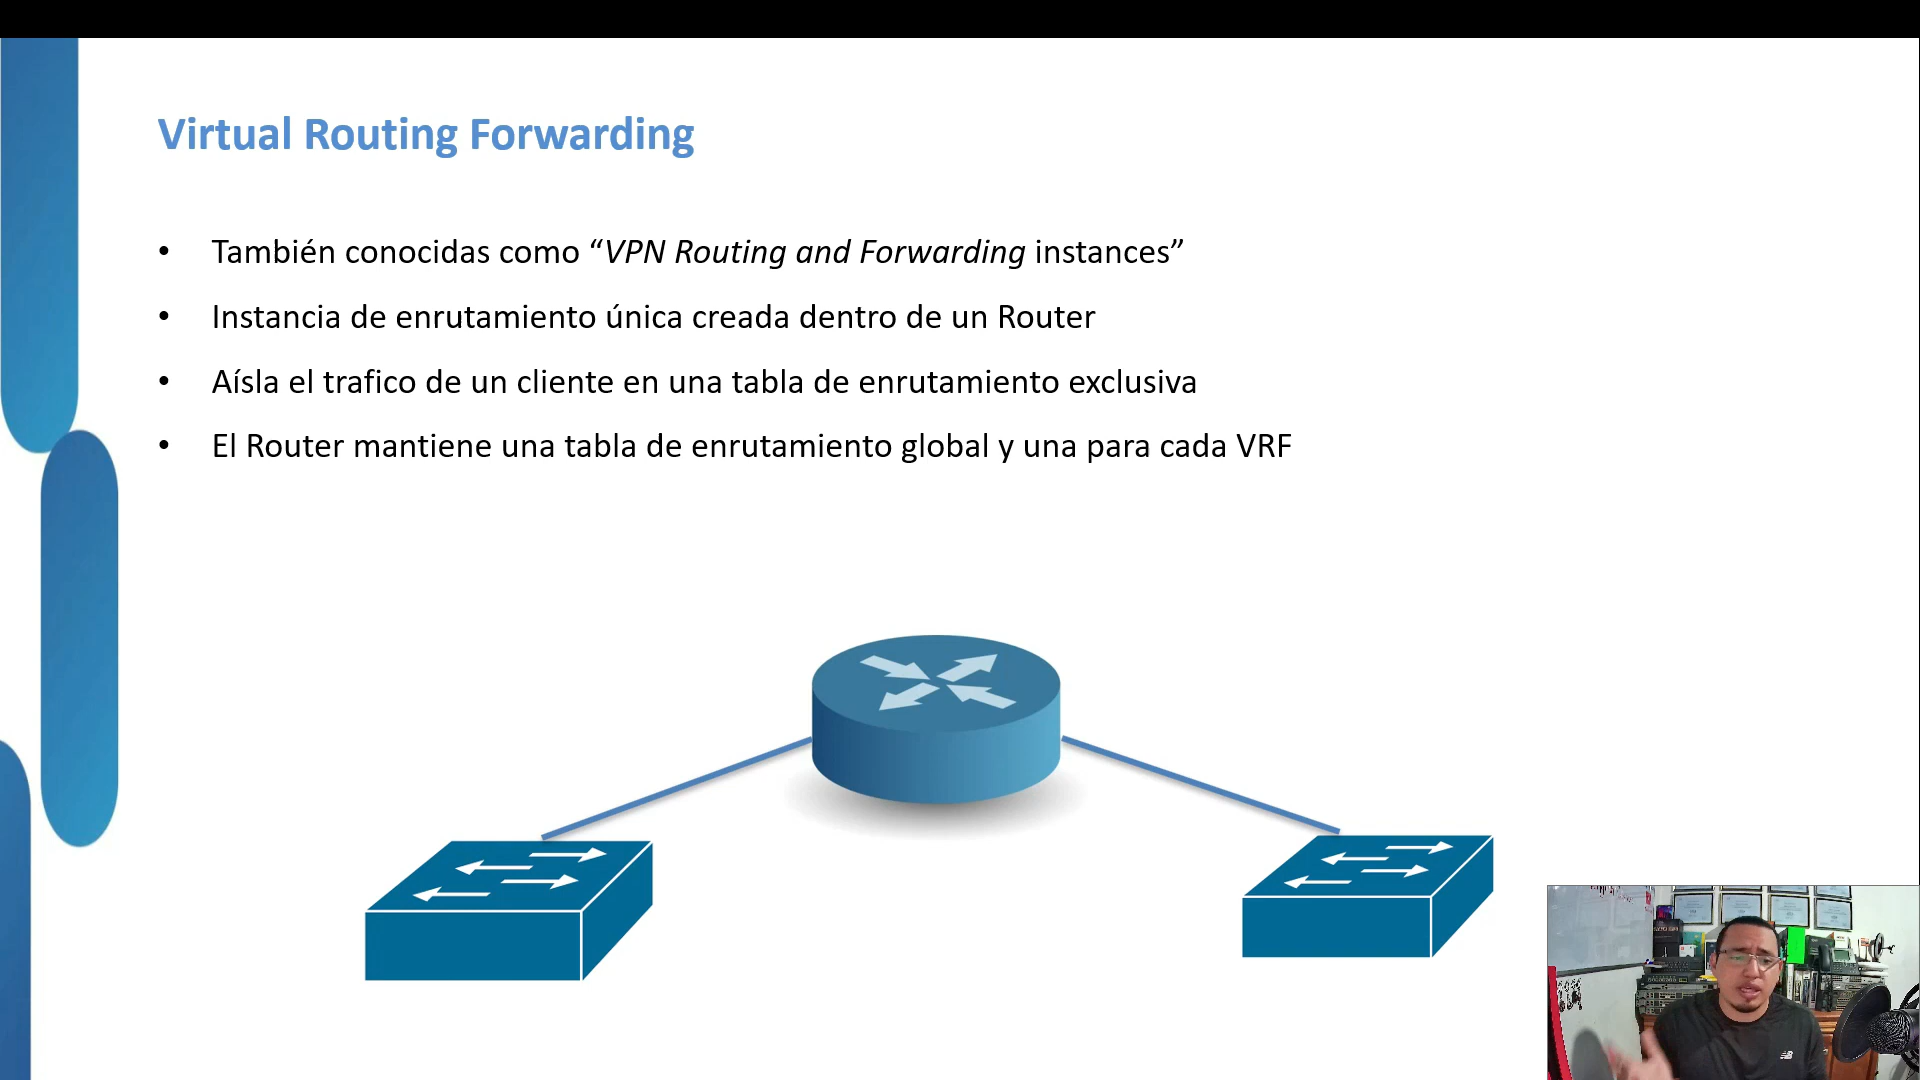 Virtual Routing Forwarding
• También conocidas como “VPN Routing and Forwarding instances”
• Instancia de enrutamiento única creada dentro de un Router
• Aísla el trafico de un cliente en una tabla de enrutamiento exclusiva
• El Router mantiene una tabla de enrutamiento global y una para cada VRF